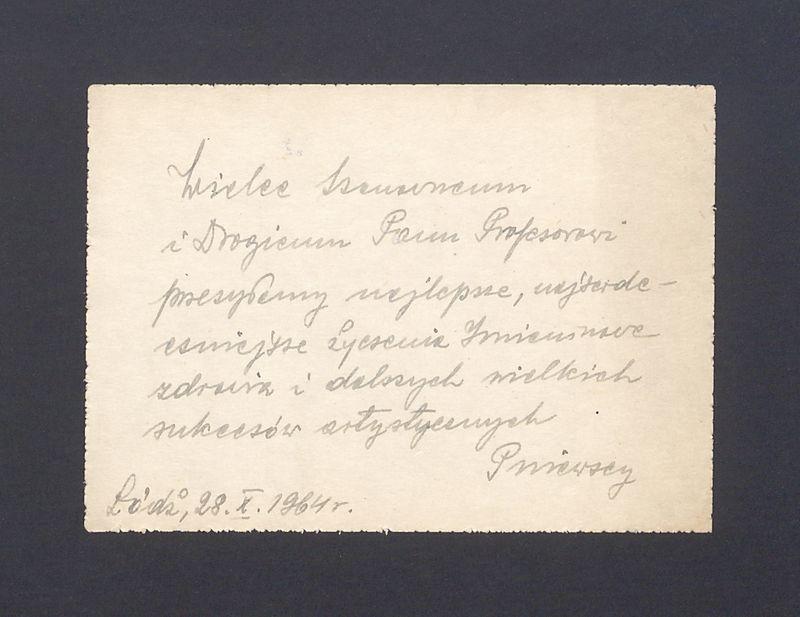 Wielce Szanownemu
i Drogiemu Panu Profesorowi
przesyłamy najlepsze, najserde-
czniejsze życzenia Imieninowe
zdrowia i dalszych wielkich
sukcesów artystycznych
Pniewscy
Łódź, 28. X. 1964 r.